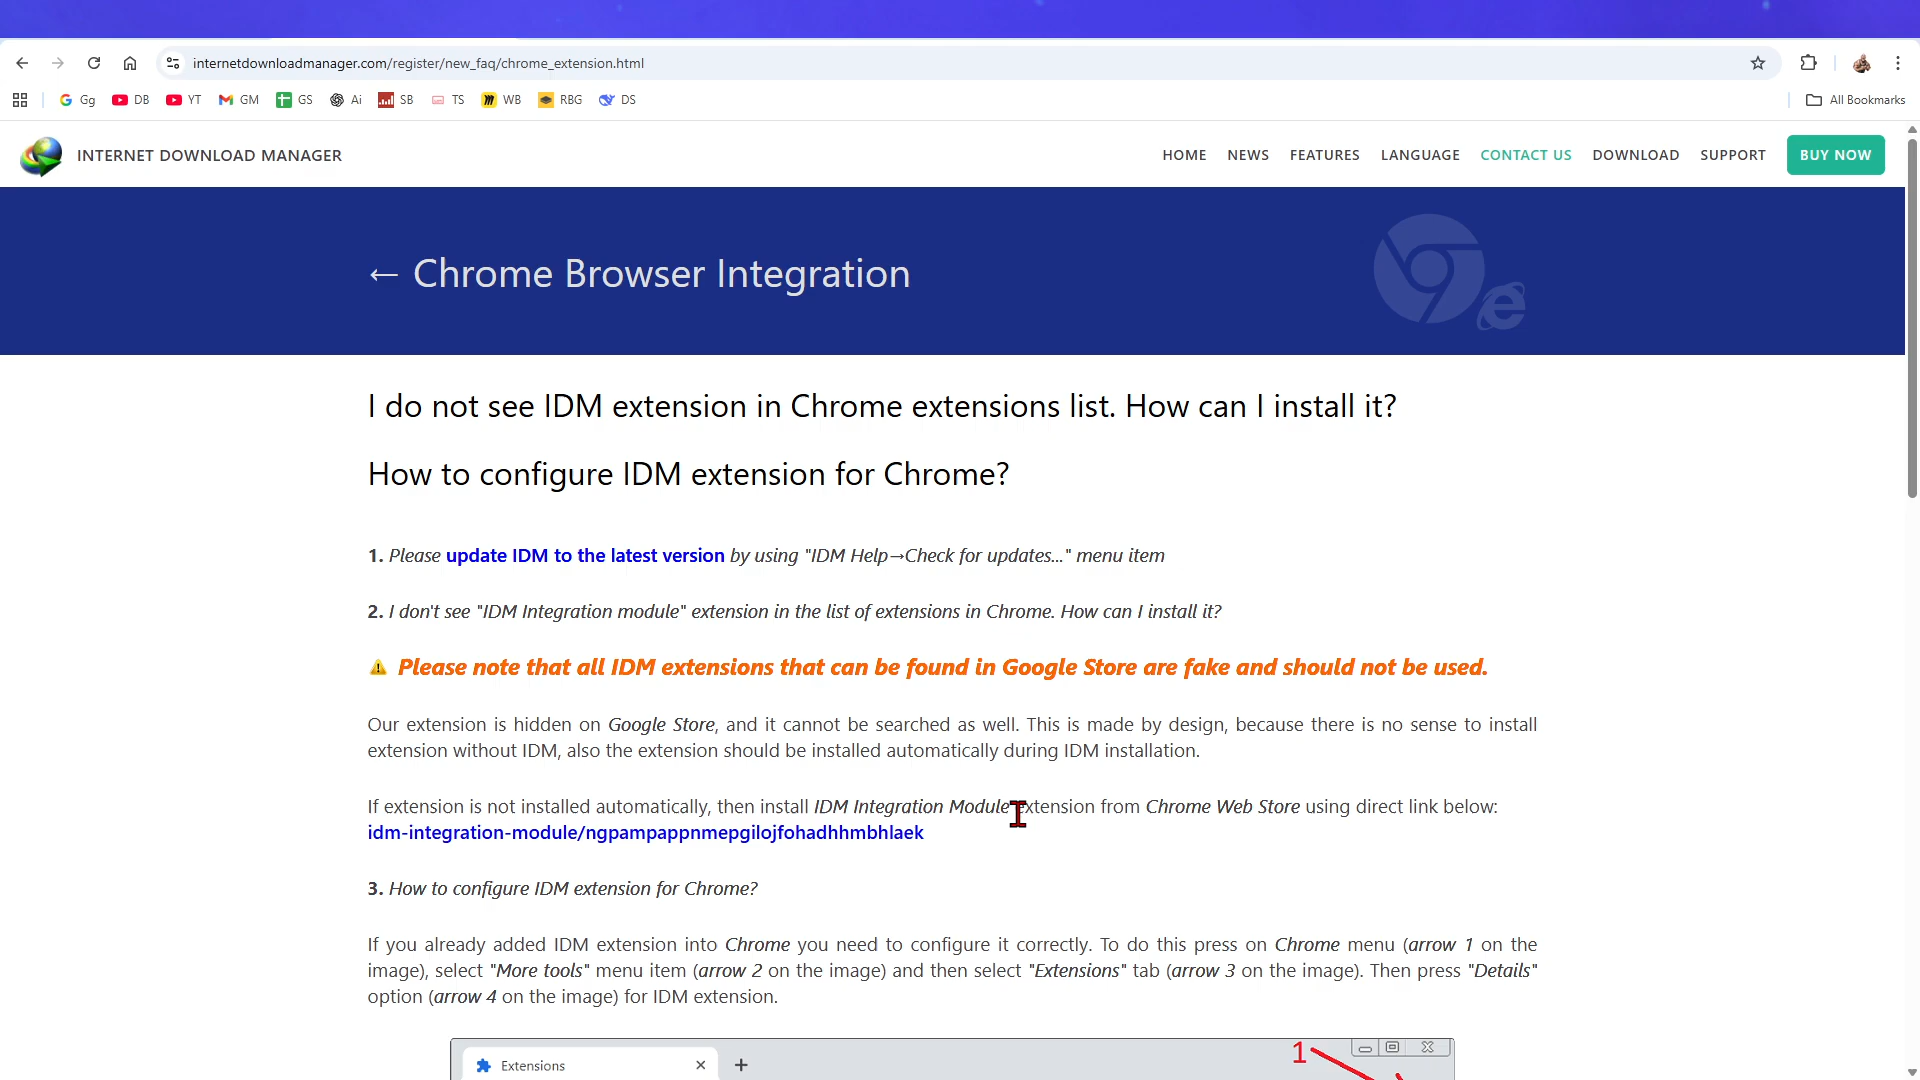 internetdownloadmanager.com/register/new_faq/chrome_extension.html
Gg DB YT GM GS Ai SB TS WB RBG DS All Bookmarks
INTERNET DOWNLOAD MANAGER HOME NEWS FEATURES LANGUAGE CONTACT US DOWNLOAD SUPPORT BUY NOW
← Chrome Browser Integration
I do not see IDM extension in Chrome extensions list. How can I install it?
How to configure IDM extension for Chrome?
1. Please update IDM to the latest version by using "IDM Help→Check for updates..." menu item
2. I don't see "IDM Integration module" extension in the list of extensions in Chrome. How can I install it?
Please note that all IDM extensions that can be found in Google Store are fake and should not be used.
Our extension is hidden on Google Store, and it cannot be searched as well. This is made by design, because there is no sense to install
extension without IDM, also the extension should be installed automatically during IDM installation.
If extension is not installed automatically, then install IDM Integration Module extension from Chrome Web Store using direct link below:
idm-integration-module/ngpampappnmepgilojfohadhhmbhlaek
3. How to configure IDM extension for Chrome?
If you already added IDM extension into Chrome you need to configure it correctly. To do this press on Chrome menu (arrow 1 on the
image), select "More tools" menu item (arrow 2 on the image) and then select "Extensions" tab (arrow 3 on the image). Then press "Details"
option (arrow 4 on the image) for IDM extension.
Extensions 1